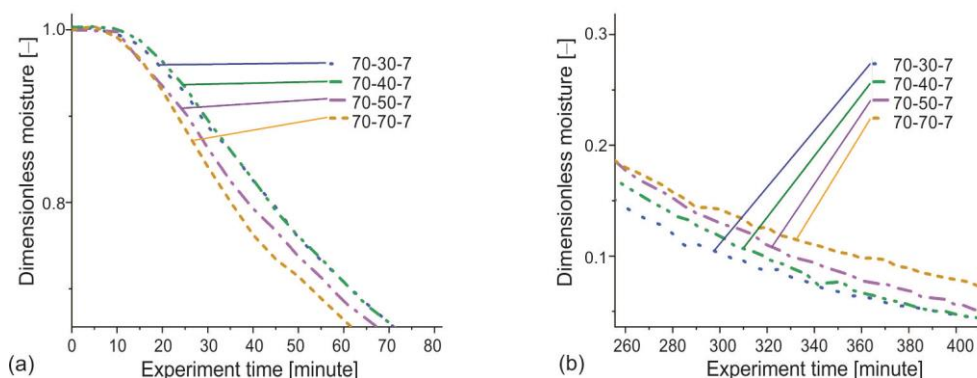 Dimensionless moisture [–]
1.0
0.8
70-30-7
70-40-7
70-50-7
70-70-7
0 10 20 30 40 50 60 70 80
(a) Experiment time [minute]
Dimensionless moisture [–]
0.3
0.2
0.1
70-30-7
70-40-7
70-50-7
70-70-7
260 280 300 320 340 360 380 400
(b) Experiment time [minute]